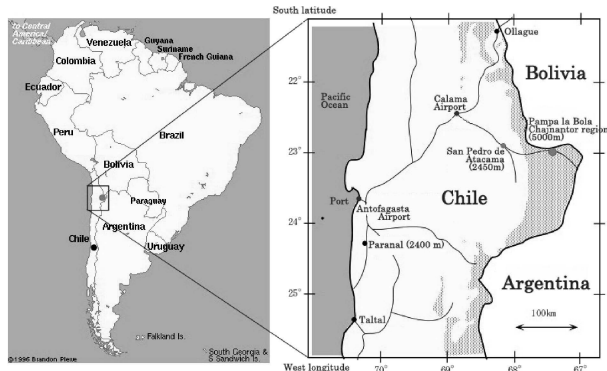 to Central
America/
Caribbean
Venezuela
Guyana
Suriname
French Guiana
Colombia
Ecuador
Peru
Brazil
Bolivia
Paraguay
Chile
Argentina
Uruguay
Falkland Is.
South Georgia &
S Sandwich Is.
©1996 Brandon Plewe
South latitude
Ollague
22°
Bolivia
Pacific
Ocean
Calama
Airport
Pampa la Bola
Chajnantor region
(5000m)
San Pedro de
Atacama
(2450m)
23°
Port
Antofagasta
Airport
Chile
24°
Paranal (2400 m)
Argentina
25°
Taltal
100km
West longitude
70°
69°
68°
67°